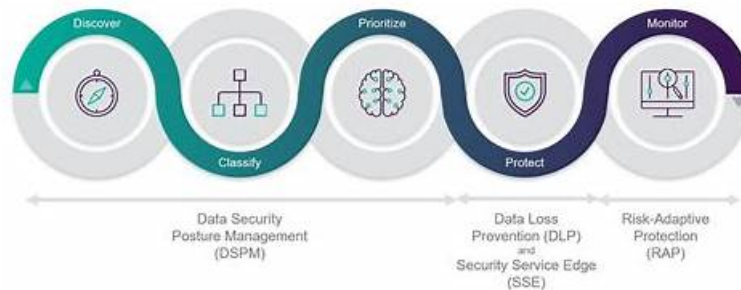 Discover
Prioritize
Monitor
Classify
Protect
Data Security
Posture Management
(DSPM)
Data Loss
Prevention (DLP)
and
Security Service Edge
(SSE)
Risk-Adaptive
Protection
(RAP)